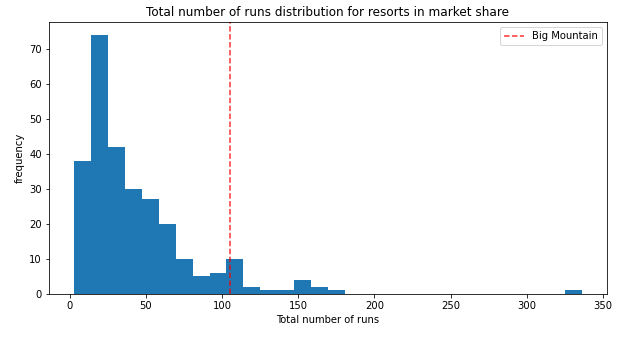 Total number of runs distribution for resorts in market share
Big Mountain
frequency
70
60
50
40
30
20
10
0
0 50 100 150 200 250 300 350
Total number of runs